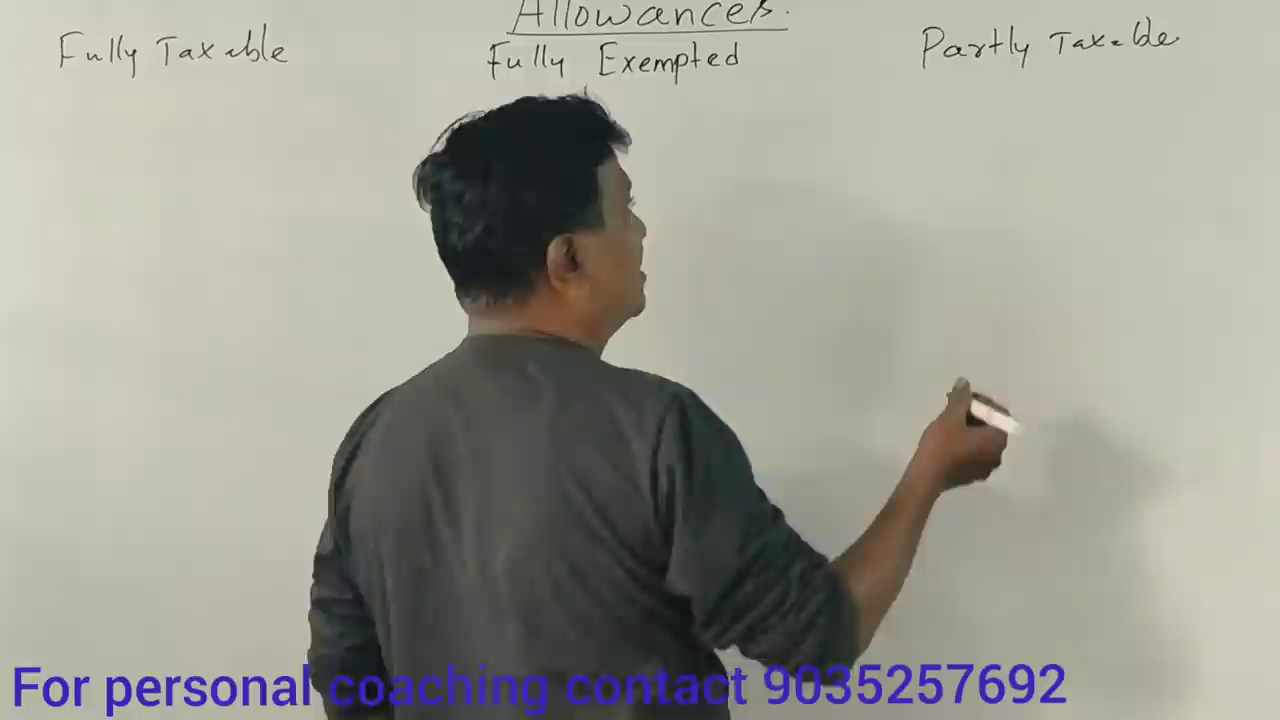 Allowances.
Fully Taxable
Fully Exempted
Partly Taxable
For personal coaching contact 9035257692